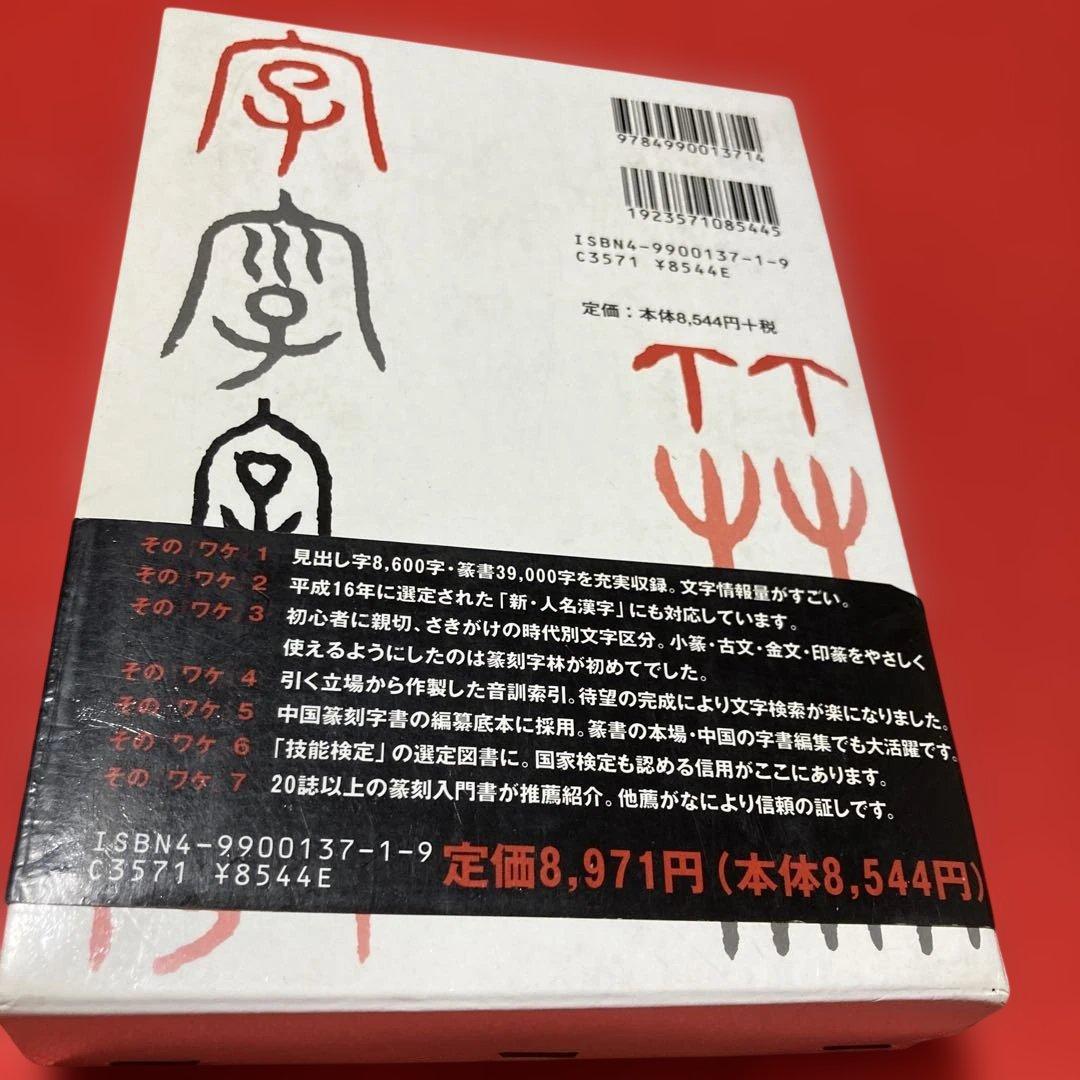 字
字
字
9784990013714
1923571085445
ISBN4-9900137-1-9
C3571 ¥8544E
定価：本体8,544円+税
その ワケ 1 見出し字8,600字・篆書39,000字を充実収録。文字情報量がすごい。
その ワケ 2 平成16年に選定された「新・人名漢字」にも対応しています。
その ワケ 3 初心者に親切、さきがけの時代別文字区分。小篆・古文・金文・印篆をやさしく
使えるようにしたのは篆刻字林が初めてでした。
その ワケ 4 引く立場から作製した音訓索引。待望の完成により文字検索が楽になりました。
その ワケ 5 中国篆刻字書の編纂底本に採用。篆書の本場・中国の字書編集でも大活躍です。
その ワケ 6 「技能検定」の選定図書に。国家検定も認める信用がここにあります。
その ワケ 7 20誌以上の篆刻入門書が推薦紹介。他薦がなにより信頼の証しです。
ISBN4-9900137-1-9
C3571 ¥8544E
定価8,971円（本体8,544円）